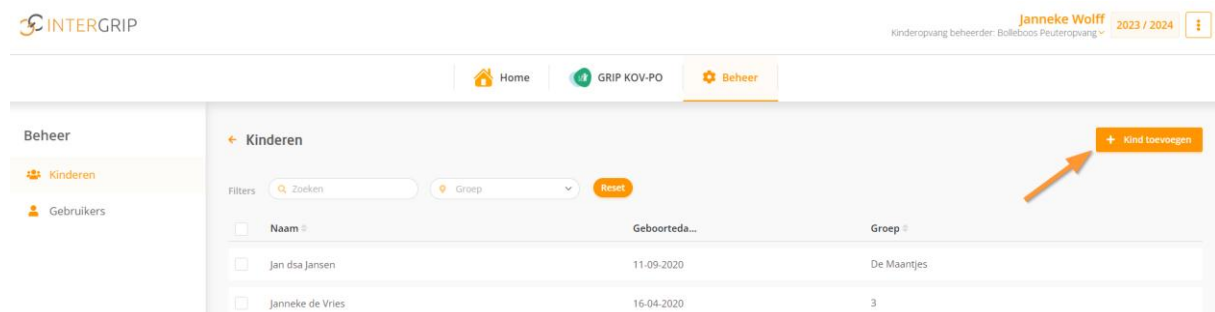 INTERGRIP
Janneke Wolff
Kinderopvang beheerder: Bolleboos Peuteropvang
2023 / 2024
Home
GRIP KOV-PO
Beheer
Beheer
Kinderen
Gebruikers
Kinderen
+ Kind toevoegen
Filters
Zoeken
Groep
Reset
Naam Geboorteda... Groep
Jan dsa Jansen 11-09-2020 De Maantjes
Janneke de Vries 16-04-2020 3